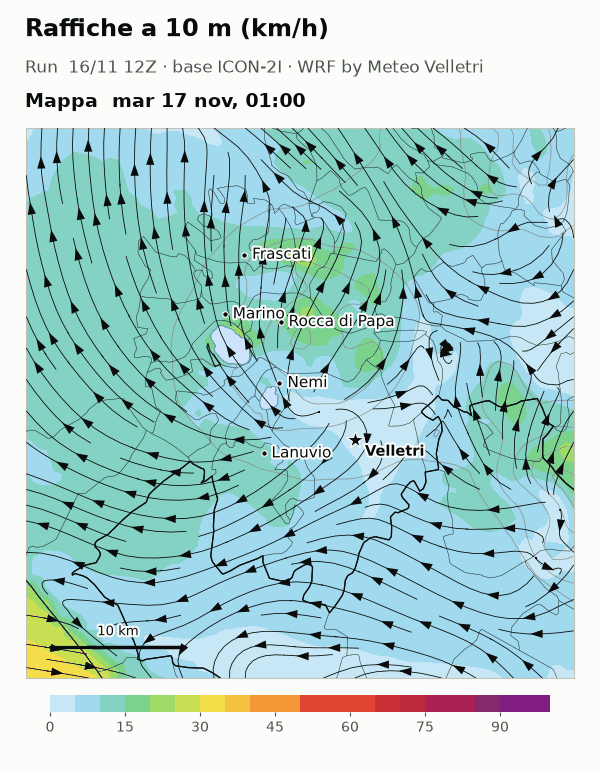 Raffiche a 10 m (km/h)
Run  16/11 12Z · base ICON-2I · WRF by Meteo Velletri
Mappa  mar 17 nov, 01:00
Frascati
Marino
Rocca di Papa
Nemi
Velletri
Lanuvio
10 km
0 15 30 45 60 75 90